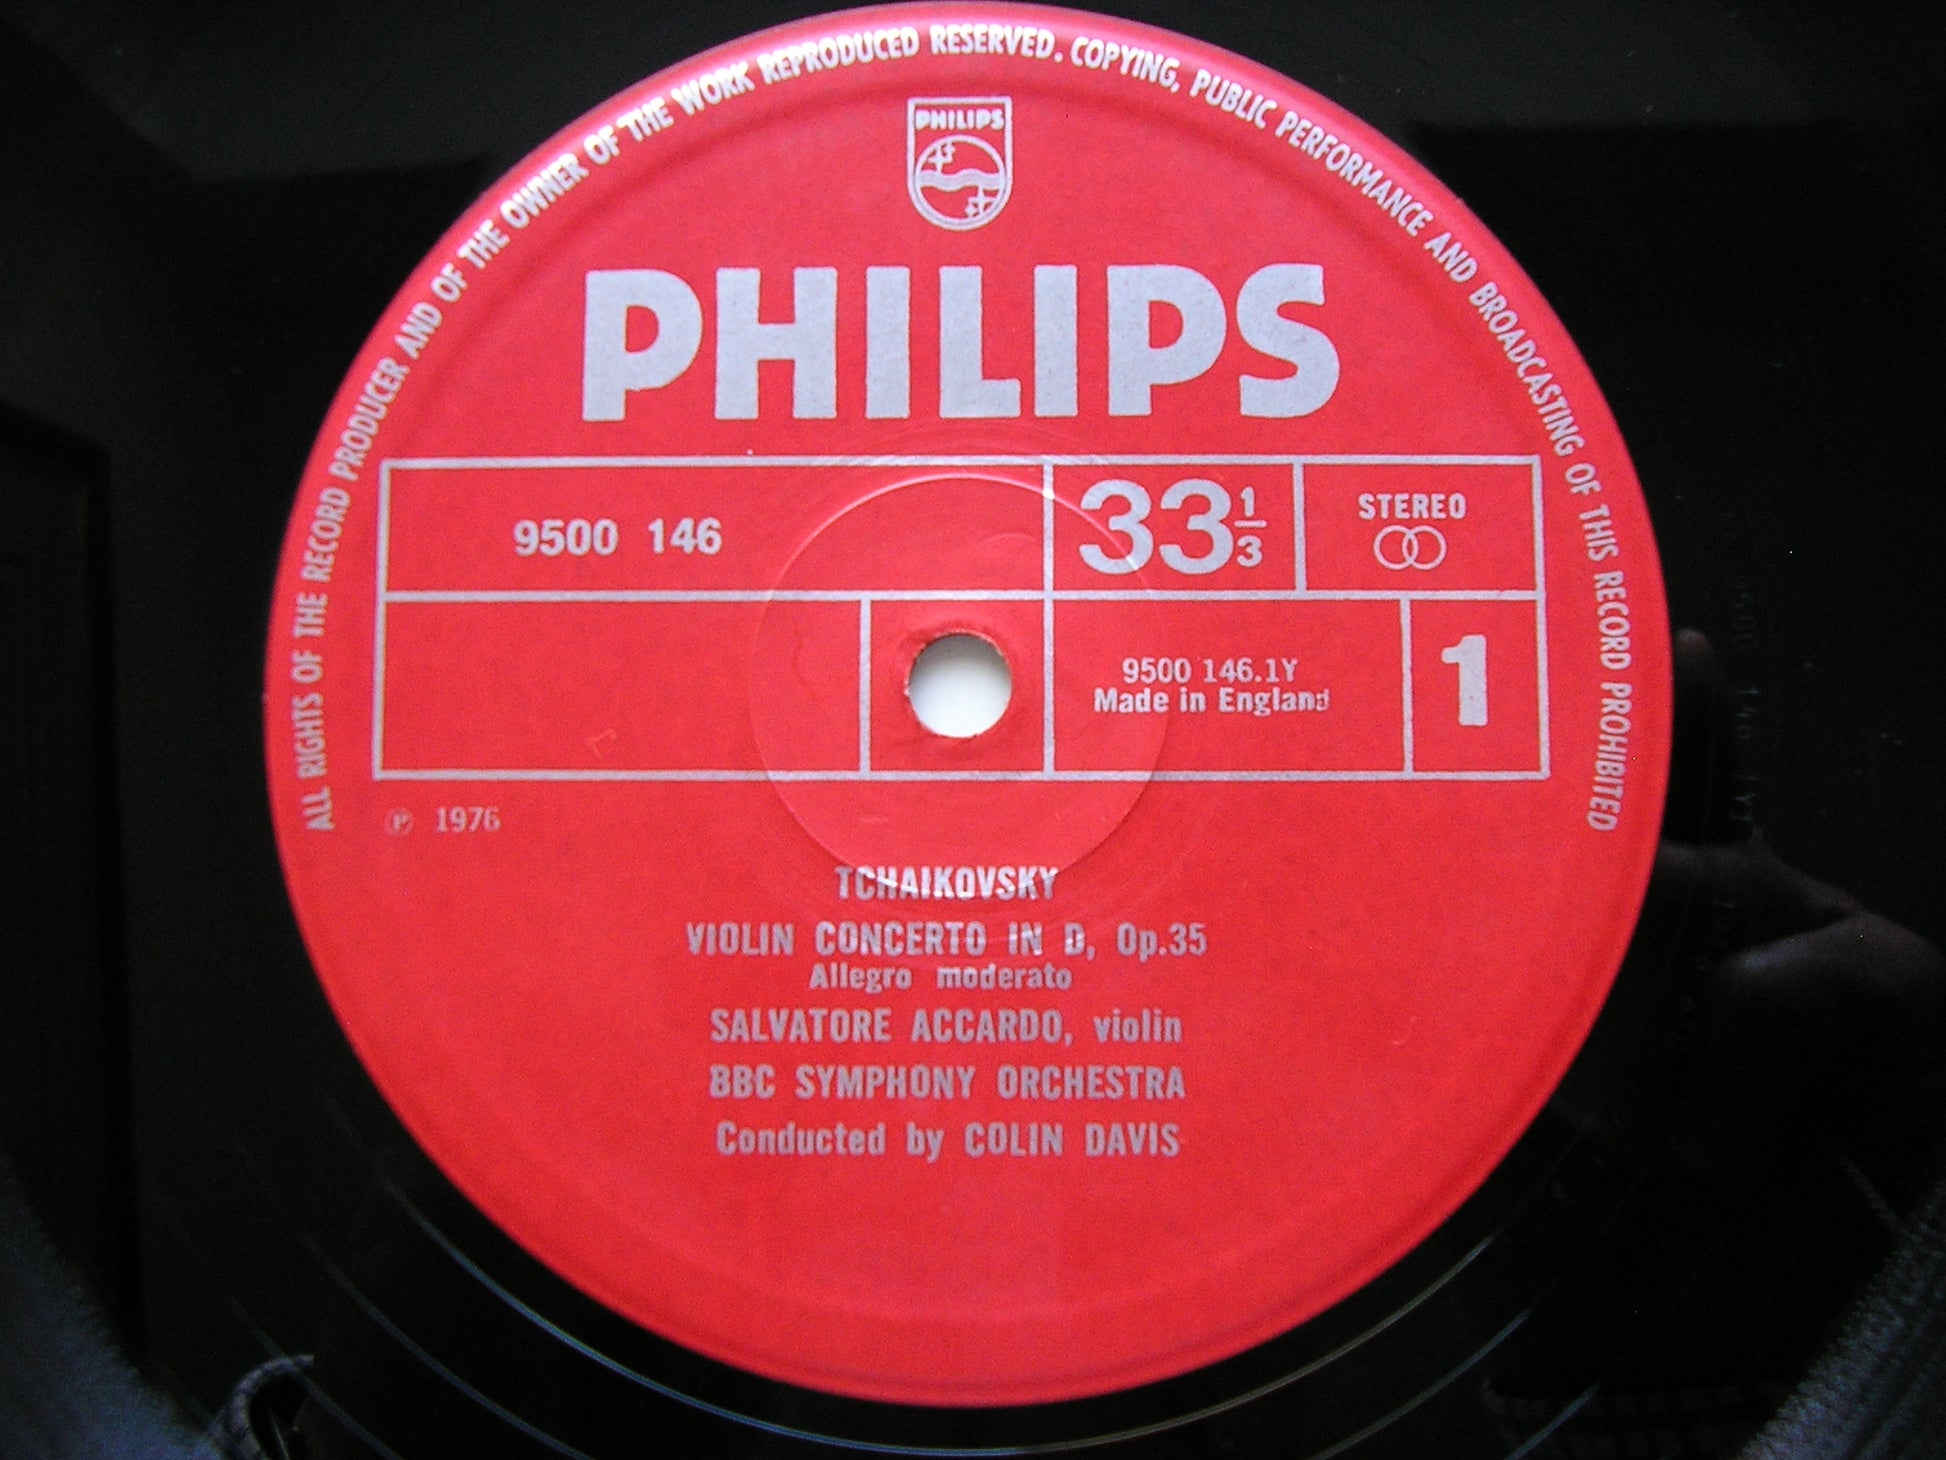 ALL RIGHTS OF THE RECORD PRODUCER AND OF THE OWNER OF THE WORK REPRODUCED RESERVED. COPYING, PUBLIC PERFORMANCE AND BROADCASTING OF THIS RECORD PROHIBITED
PHILIPS
PHILIPS
9500 146
33 1/3
STEREO
9500 146.1Y
Made in England
1
℗ 1976
TCHAIKOVSKY
VIOLIN CONCERTO IN D, Op.35
Allegro moderato
SALVATORE ACCARDO, violin
BBC SYMPHONY ORCHESTRA
Conducted by COLIN DAVIS